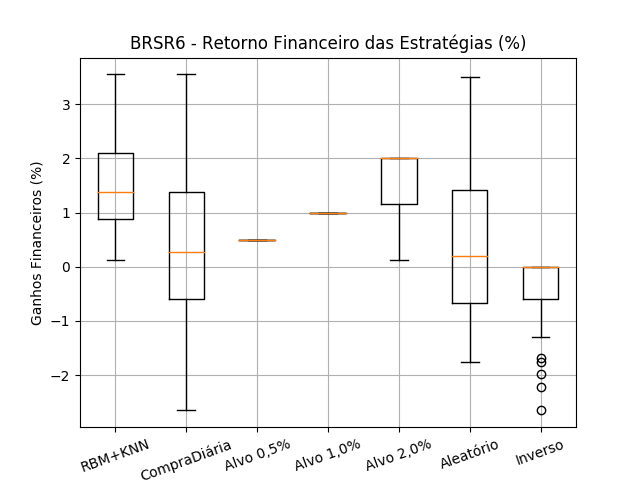 BRSR6 - Retorno Financeiro das Estratégias (%)
Ganhos Financeiros (%)
3
2
1
0
−1
−2
RBM+KNN
CompraDiária
Alvo 0,5%
Alvo 1,0%
Alvo 2,0%
Aleatório
Inverso